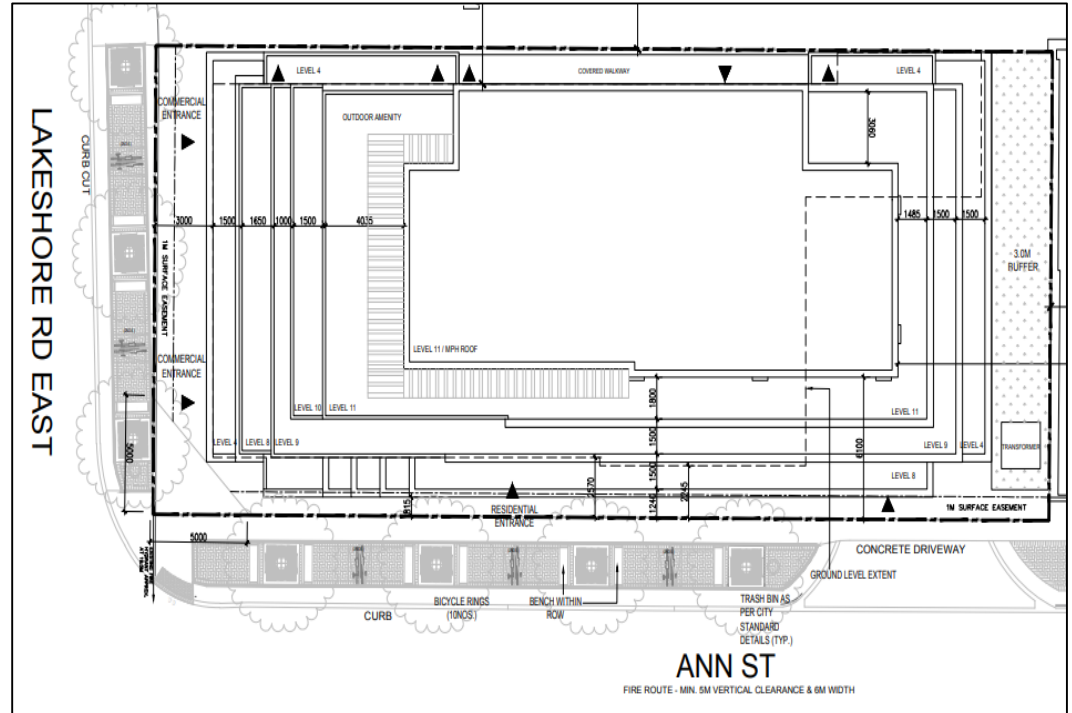 LEVEL 4
COVERED WALKWAY
LEVEL 4
COMMERCIAL
ENTRANCE
OUTDOOR AMENITY
LAKESHORE RD EAST
CURB CUT
3060
3000
1500
1650
1000
1500
4035
1485
1500
1500
1M SURFACE EASEMENT
3.0M
BUFFER
COMMERCIAL
ENTRANCE
LEVEL 11 / MPH ROOF
1800
LEVEL 10
LEVEL 11
LEVEL 11
5000
LEVEL 4
LEVEL 8
LEVEL 9
1500
6100
LEVEL 9
LEVEL 4
TRANSFORMER
1500
2570
2245
LEVEL 8
815
RESIDENTIAL
ENTRANCE
1240
1M SURFACE EASEMENT
5000
CONCRETE DRIVEWAY
GROUND LEVEL EXTENT
CURB
BICYCLE RINGS
(10NOS.)
BENCH WITHIN
ROW
TRASH BIN AS
PER CITY
STANDARD
DETAILS (TYP.)
ANN ST
FIRE ROUTE - MIN. 5M VERTICAL CLEARANCE & 6M WIDTH